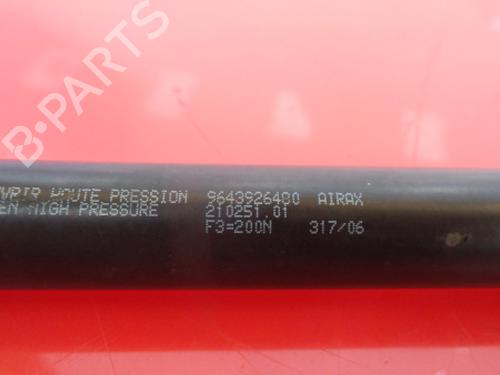 B-PARTS
HAUTE PRESSION 9643926480 AIRAX
HIGH PRESSURE 210251.01
F3=200N 317/06